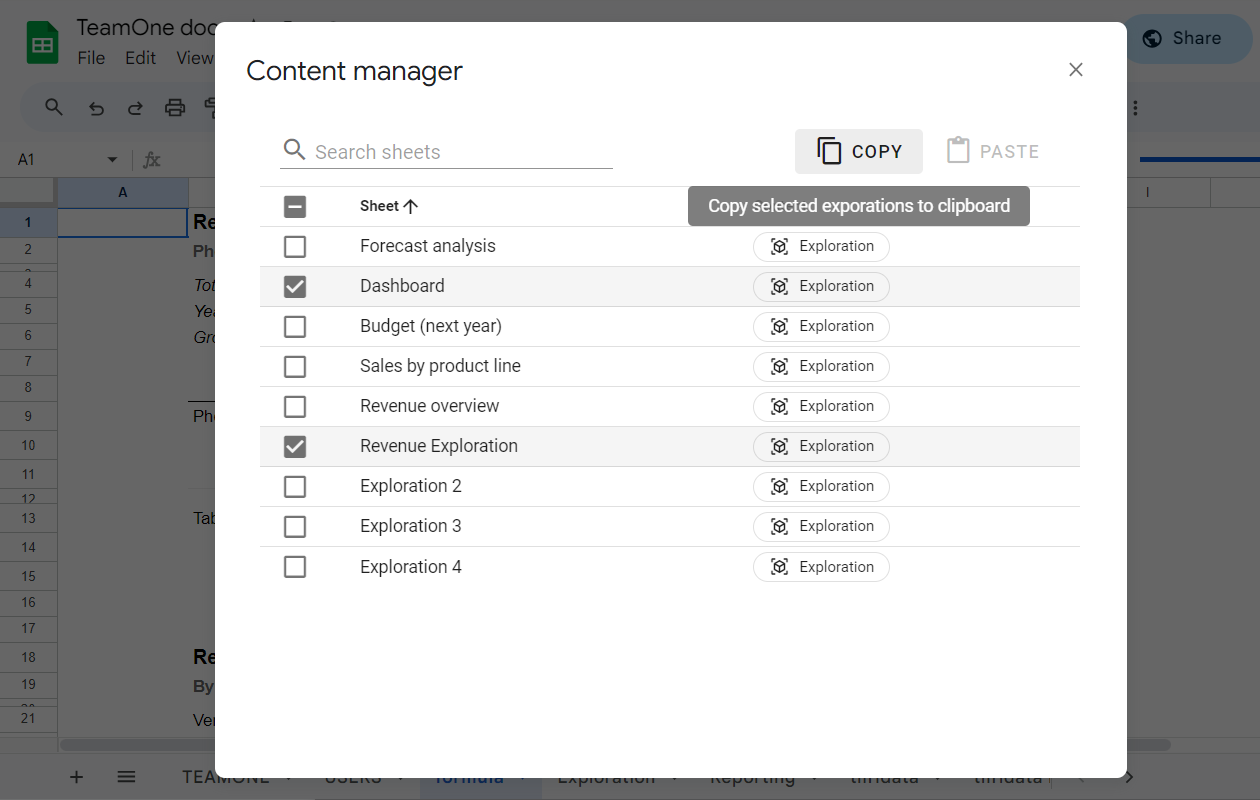 TeamOne doc
File Edit View
Share
A1 fx
A I
Content manager
Search sheets
COPY PASTE
Copy selected exporations to clipboard
Sheet
Forecast analysis Exploration
Dashboard Exploration
Budget (next year) Exploration
Sales by product line Exploration
Revenue overview Exploration
Revenue Exploration Exploration
Exploration 2 Exploration
Exploration 3 Exploration
Exploration 4 Exploration
1 Re
2 Ph
4 Tot
5 Yea
6 Gro
7
8
9 Ph
10
11
12
13 Tab
14
15
16
17
18 Re
19 By
21 Ver
TEAMONE USERS formula Exploration Reporting